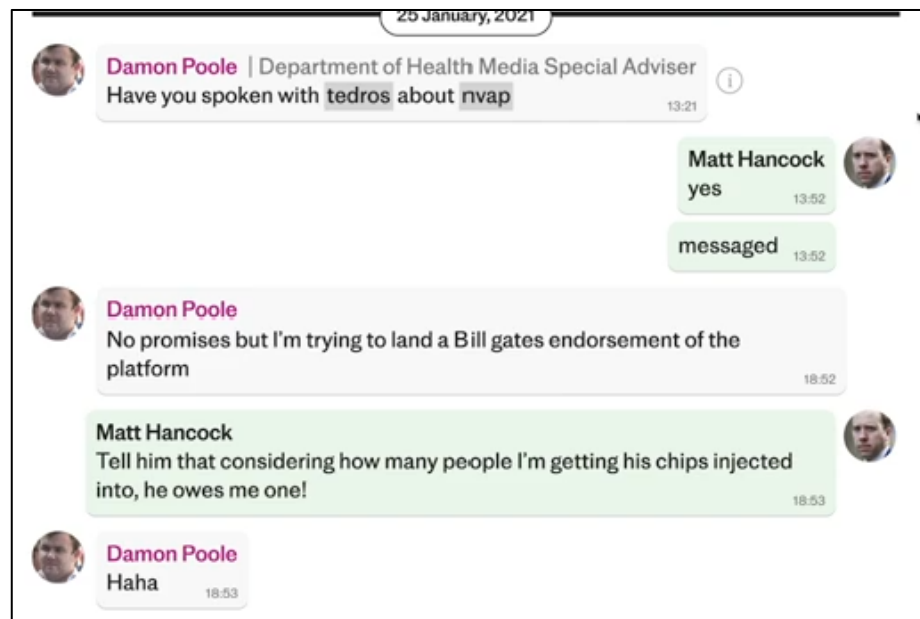 25 January, 2021
Damon Poole | Department of Health Media Special Adviser
Have you spoken with tedros about nvap
13:21
Matt Hancock
yes
13:52
messaged
13:52
Damon Poole
No promises but I'm trying to land a Bill gates endorsement of the
platform
18:52
Matt Hancock
Tell him that considering how many people I'm getting his chips injected
into, he owes me one!
18:53
Damon Poole
Haha
18:53